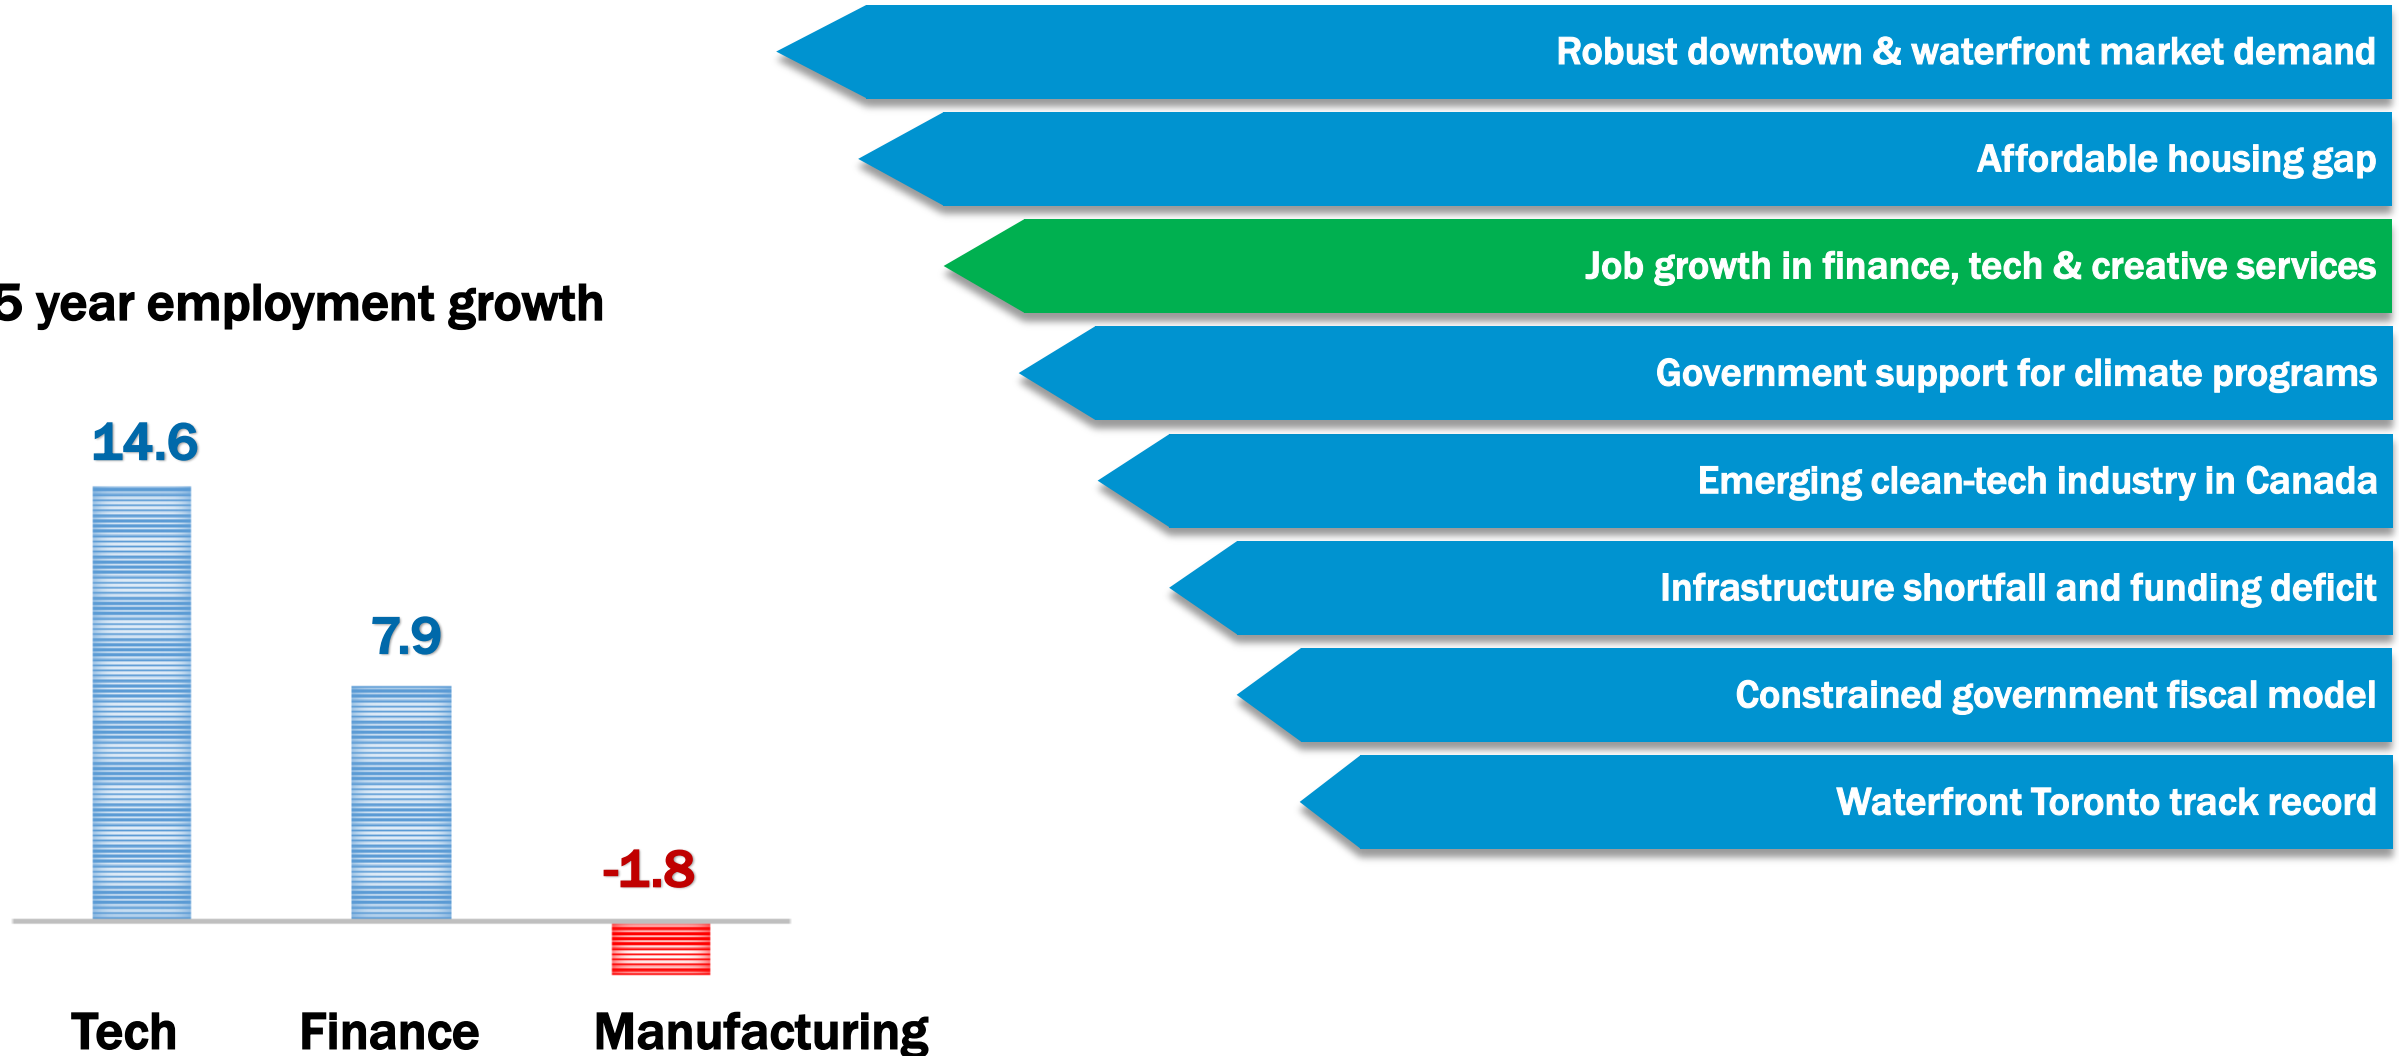 Robust downtown & waterfront market demand
Affordable housing gap
Job growth in finance, tech & creative services
Government support for climate programs
Emerging clean-tech industry in Canada
Infrastructure shortfall and funding deficit
Constrained government fiscal model
Waterfront Toronto track record
5 year employment growth
14.6
7.9
-1.8
Tech Finance Manufacturing